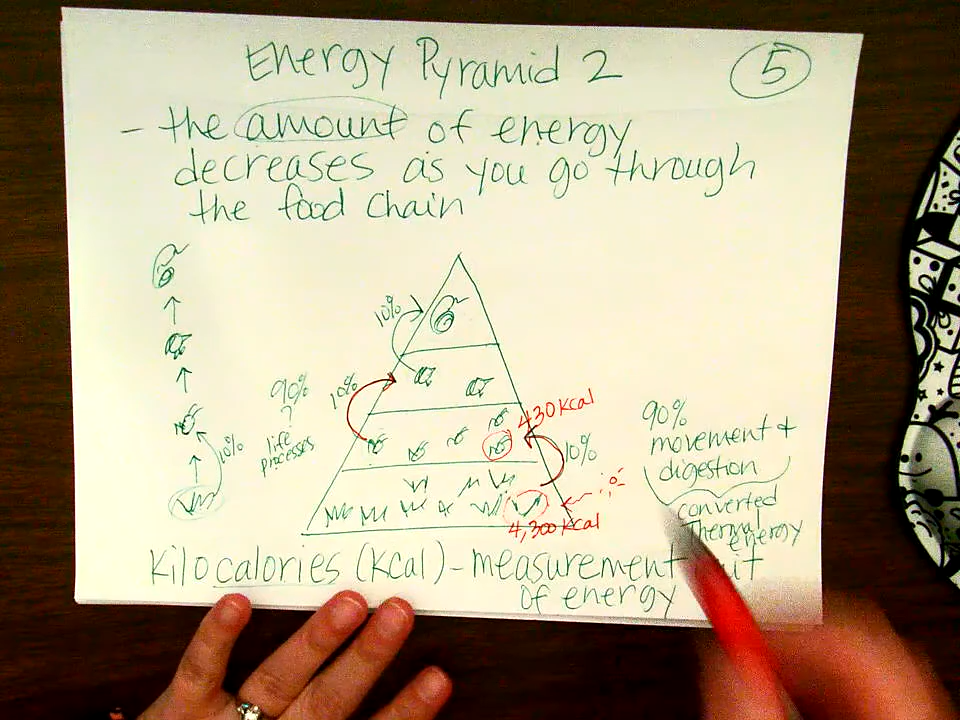 Energy Pyramid 2
5
- the amount of energy
decreases as you go through
the food chain
10%
10%
90%
?
life
processes
430 kcal
10%
10%
90%
movement +
digestion
converted
Thermal
energy
4,300 kcal
Kilocalories (Kcal) - measurement
of energy